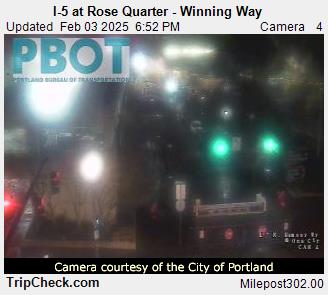 I-5 at Rose Quarter - Winning Way
Updated Feb 03 2025 6:52 PM Camera 4
PBOT
PORTLAND BUREAU OF TRANSPORTATION
Camera courtesy of the City of Portland
TripCheck.com Milepost302.00